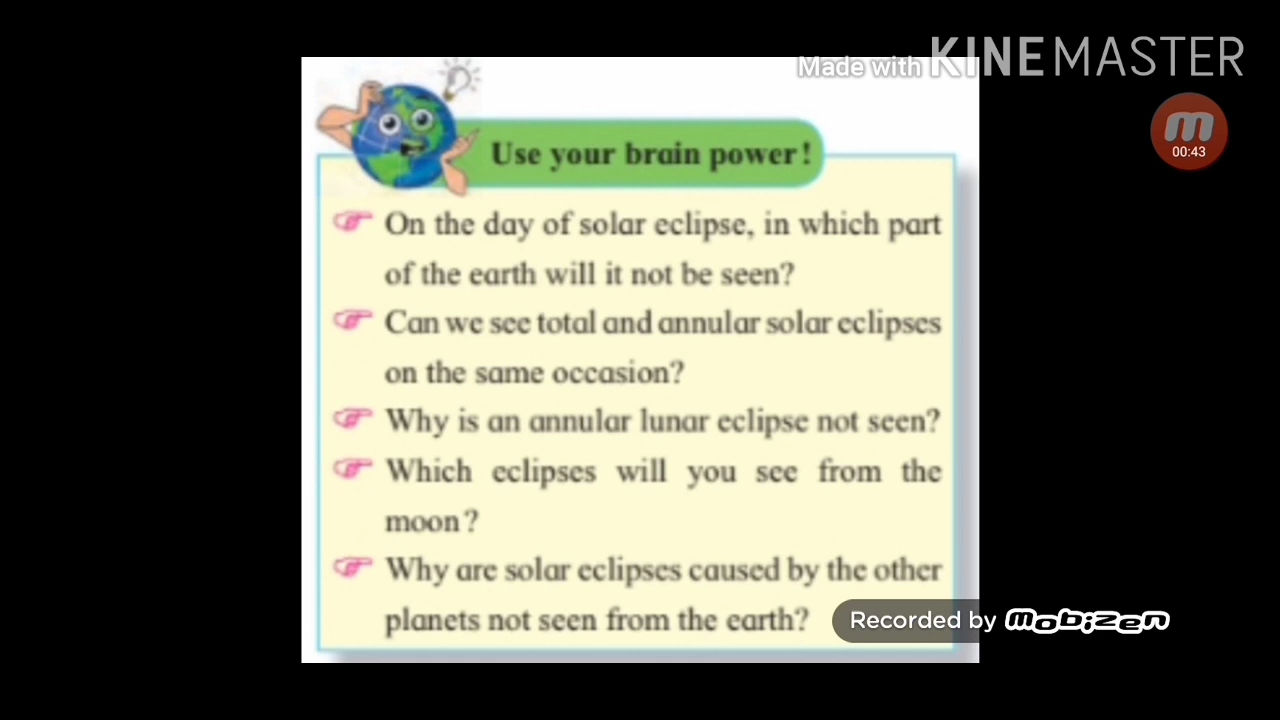 Made with KINEMASTER
00:43
Use your brain power!
On the day of solar eclipse, in which part
of the earth will it not be seen?
Can we see total and annular solar eclipses
on the same occasion?
Why is an annular lunar eclipse not seen?
Which eclipses will you see from the
moon?
Why are solar eclipses caused by the other
planets not seen from the earth?
Recorded by mobizen